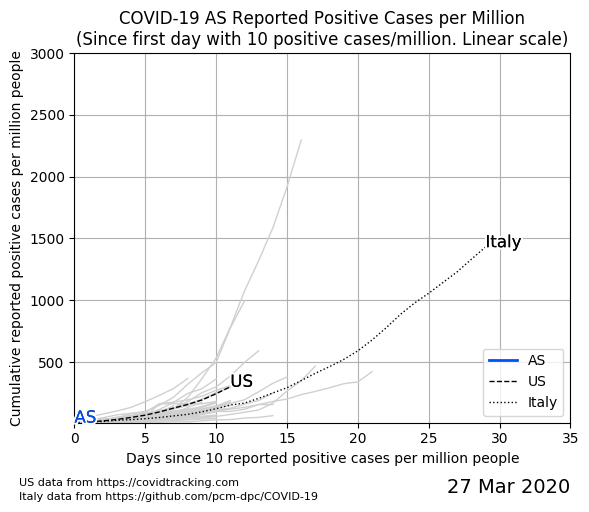 COVID-19 AS Reported Positive Cases per Million
(Since first day with 10 positive cases/million. Linear scale)
Cumulative reported positive cases per million people
3000
2500
2000
1500
1000
500
Italy
US
AS
AS
US
Italy
0 5 10 15 20 25 30 35
Days since 10 reported positive cases per million people
US data from https://covidtracking.com
Italy data from https://github.com/pcm-dpc/COVID-19
27 Mar 2020